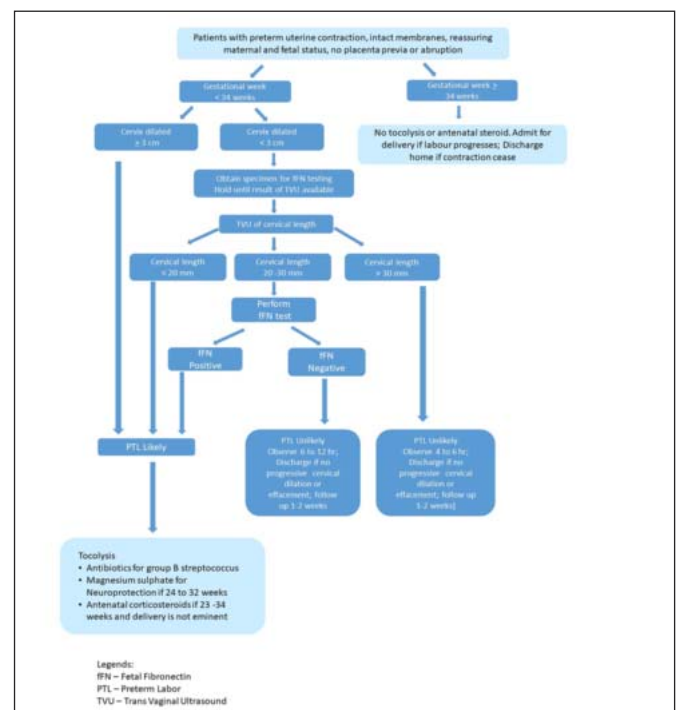 Patients with preterm uterine contraction, intact membranes, reassuring
maternal and fetal status, no placenta previa or abruption
Gestational week
< 34 weeks
Gestational week ≥
34 weeks
Cervix dilated
≥ 3 cm
Cervix dilated
< 3 cm
No tocolysis or antenatal steroid. Admit for
delivery if labour progresses; Discharge
home if contraction cease
Obtain specimen for fFN testing
Hold until result of TVU available
TVU of cervical length
Cervical length
< 20 mm
Cervical length
20 -30 mm
Cervical length
> 30 mm
Perform
fFN test
fFN
Positive
fFN
Negative
PTL Likely
PTL Unlikely
Observe 6 to 12 hr;
Discharge if no
progressive cervical
dilation or
effacement; follow
up 1-2 weeks
PTL Unlikely
Observe 4 to 6 hr;
Discharge if no
progressive cervical
dilation or
effacement; follow up
1-2 weeks)
Tocolysis
• Antibiotics for group B streptococcus
• Magnesium sulphate for
Neuroprotection if 24 to 32 weeks
• Antenatal corticosteroids if 23 -34
weeks and delivery is not eminent
Legends:
fFN – Fetal Fibronectin
PTL – Preterm Labor
TVU – Trans Vaginal Ultrasound